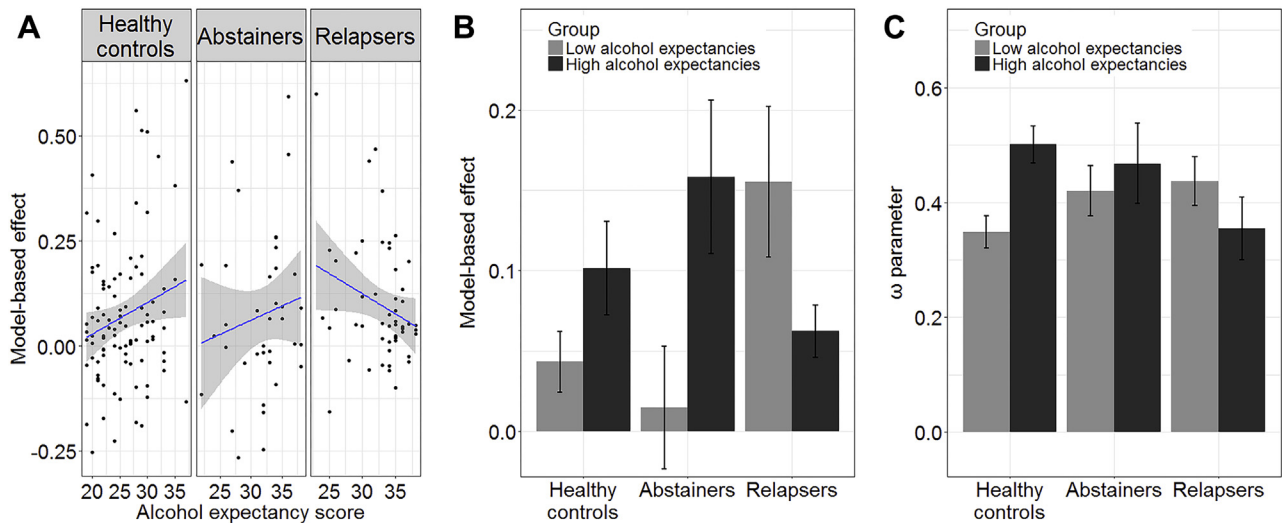 A
Healthy
controls
Abstainers
Relapsers
Model-based effect
0.50
0.25
0.00
-0.25
20 25 30 35
20 25 30 35
20 25 30 35
Alcohol expectancy score
B
Group
Low alcohol expectancies
High alcohol expectancies
Model-based effect
0.2
0.1
0.0
Healthy
controls
Abstainers
Relapsers
C
Group
Low alcohol expectancies
High alcohol expectancies
ω parameter
0.6
0.4
0.2
0.0
Healthy
controls
Abstainers
Relapsers